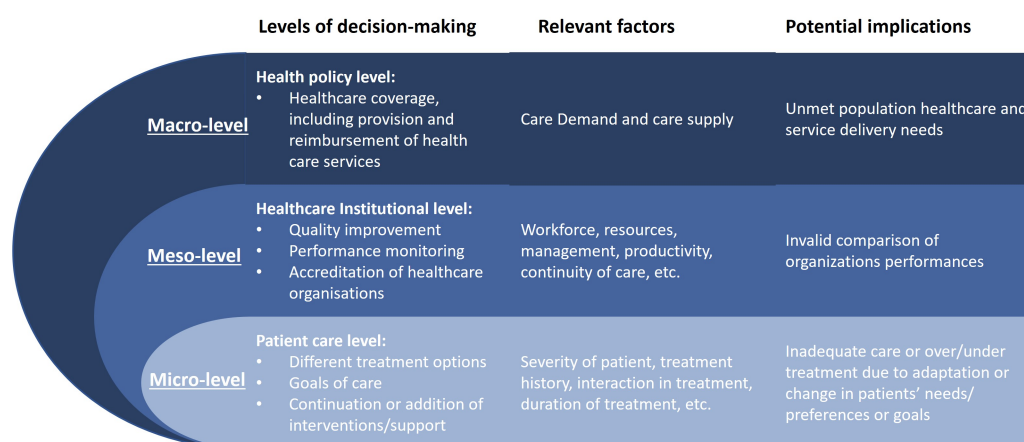 Levels of decision-making
Relevant factors
Potential implications
Macro-level
Health policy level:
• Healthcare coverage,
including provision and
reimbursement of health
care services
Care Demand and care supply
Unmet population healthcare and
service delivery needs
Meso-level
Healthcare Institutional level:
• Quality improvement
• Performance monitoring
• Accreditation of healthcare
organisations
Workforce, resources,
management, productivity,
continuity of care, etc.
Invalid comparison of
organizations performances
Micro-level
Patient care level:
• Different treatment options
• Goals of care
• Continuation or addition of
interventions/support
Severity of patient, treatment
history, interaction in treatment,
duration of treatment, etc.
Inadequate care or over/under
treatment due to adaptation or
change in patients’ needs/
preferences or goals